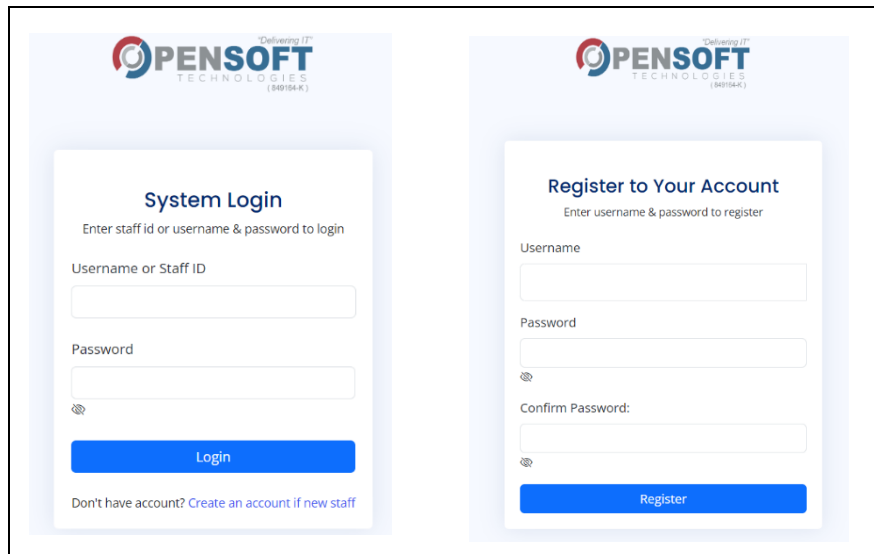 "Delivering IT"
OPENSOFT
TECHNOLOGIES
( 849164-K )
System Login
Enter staff id or username & password to login
Username or Staff ID
Password
Login
Don't have account? Create an account if new staff
"Delivering IT"
OPENSOFT
TECHNOLOGIES
( 849164-K )
Register to Your Account
Enter username & password to register
Username
Password
Confirm Password:
Register